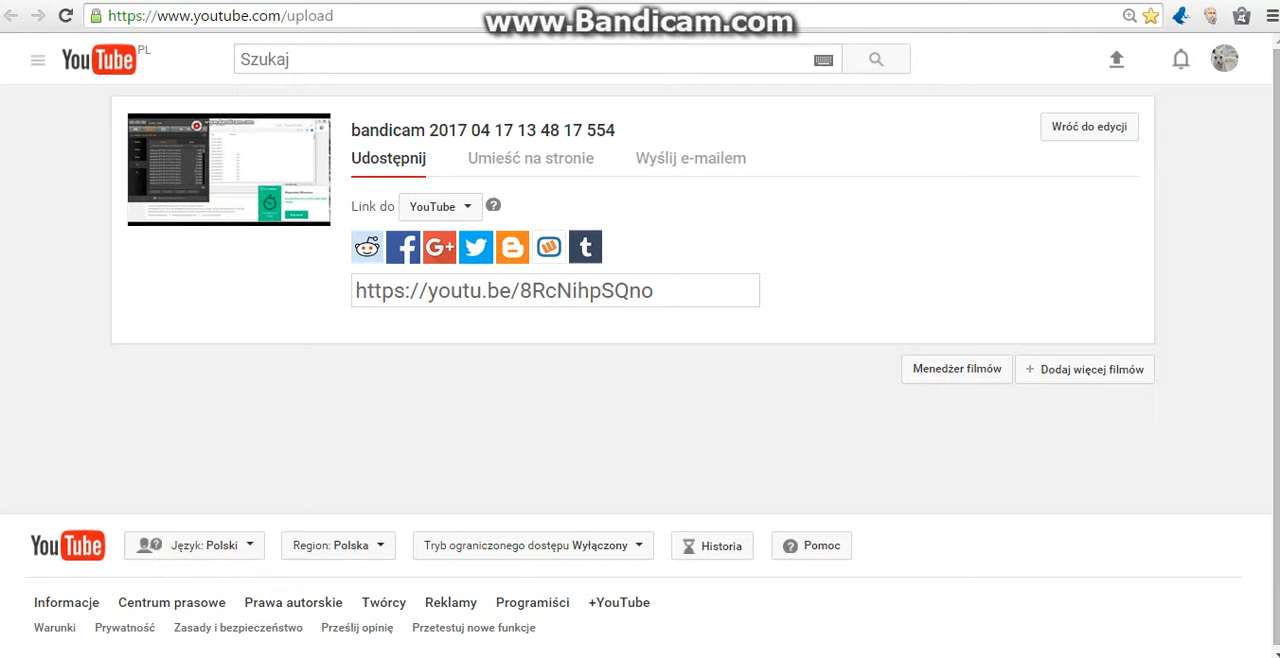 https://www.youtube.com/upload
www.Bandicam.com
YouTube PL
Szukaj
bandicam 2017 04 17 13 48 17 554
Wróć do edycji
Udostępnij Umieść na stronie Wyślij e-mailem
Link do YouTube
https://youtu.be/8RcNihpSQno
Menedżer filmów + Dodaj więcej filmów
YouTube Język: Polski Region: Polska Tryb ograniczonego dostępu Wyłączony Historia Pomoc
Informacje Centrum prasowe Prawa autorskie Twórcy Reklamy Programiści +YouTube
Warunki Prywatność Zasady i bezpieczeństwo Prześlij opinię Przetestuj nowe funkcje